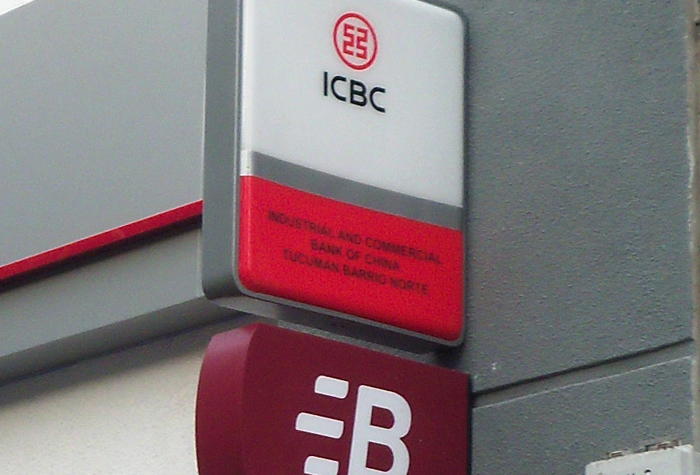 ICBC
INDUSTRIAL AND COMMERCIAL
BANK OF CHINA
TUCUMAN BARRIO NORTE
B